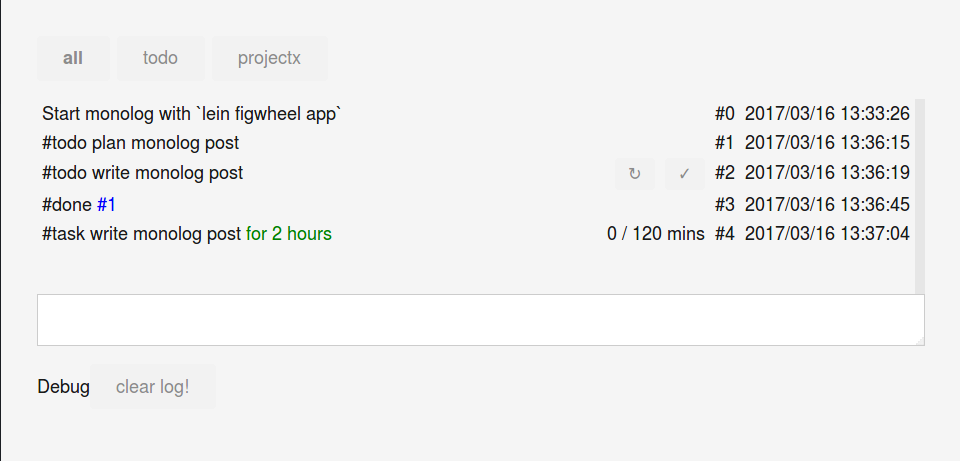 all todo projectx
Start monolog with `lein figwheel app` #0 2017/03/16 13:33:26
#todo plan monolog post #1 2017/03/16 13:36:15
#todo write monolog post ↻ ✓ #2 2017/03/16 13:36:19
#done #1 #3 2017/03/16 13:36:45
#task write monolog post for 2 hours 0 / 120 mins #4 2017/03/16 13:37:04
Debug clear log!